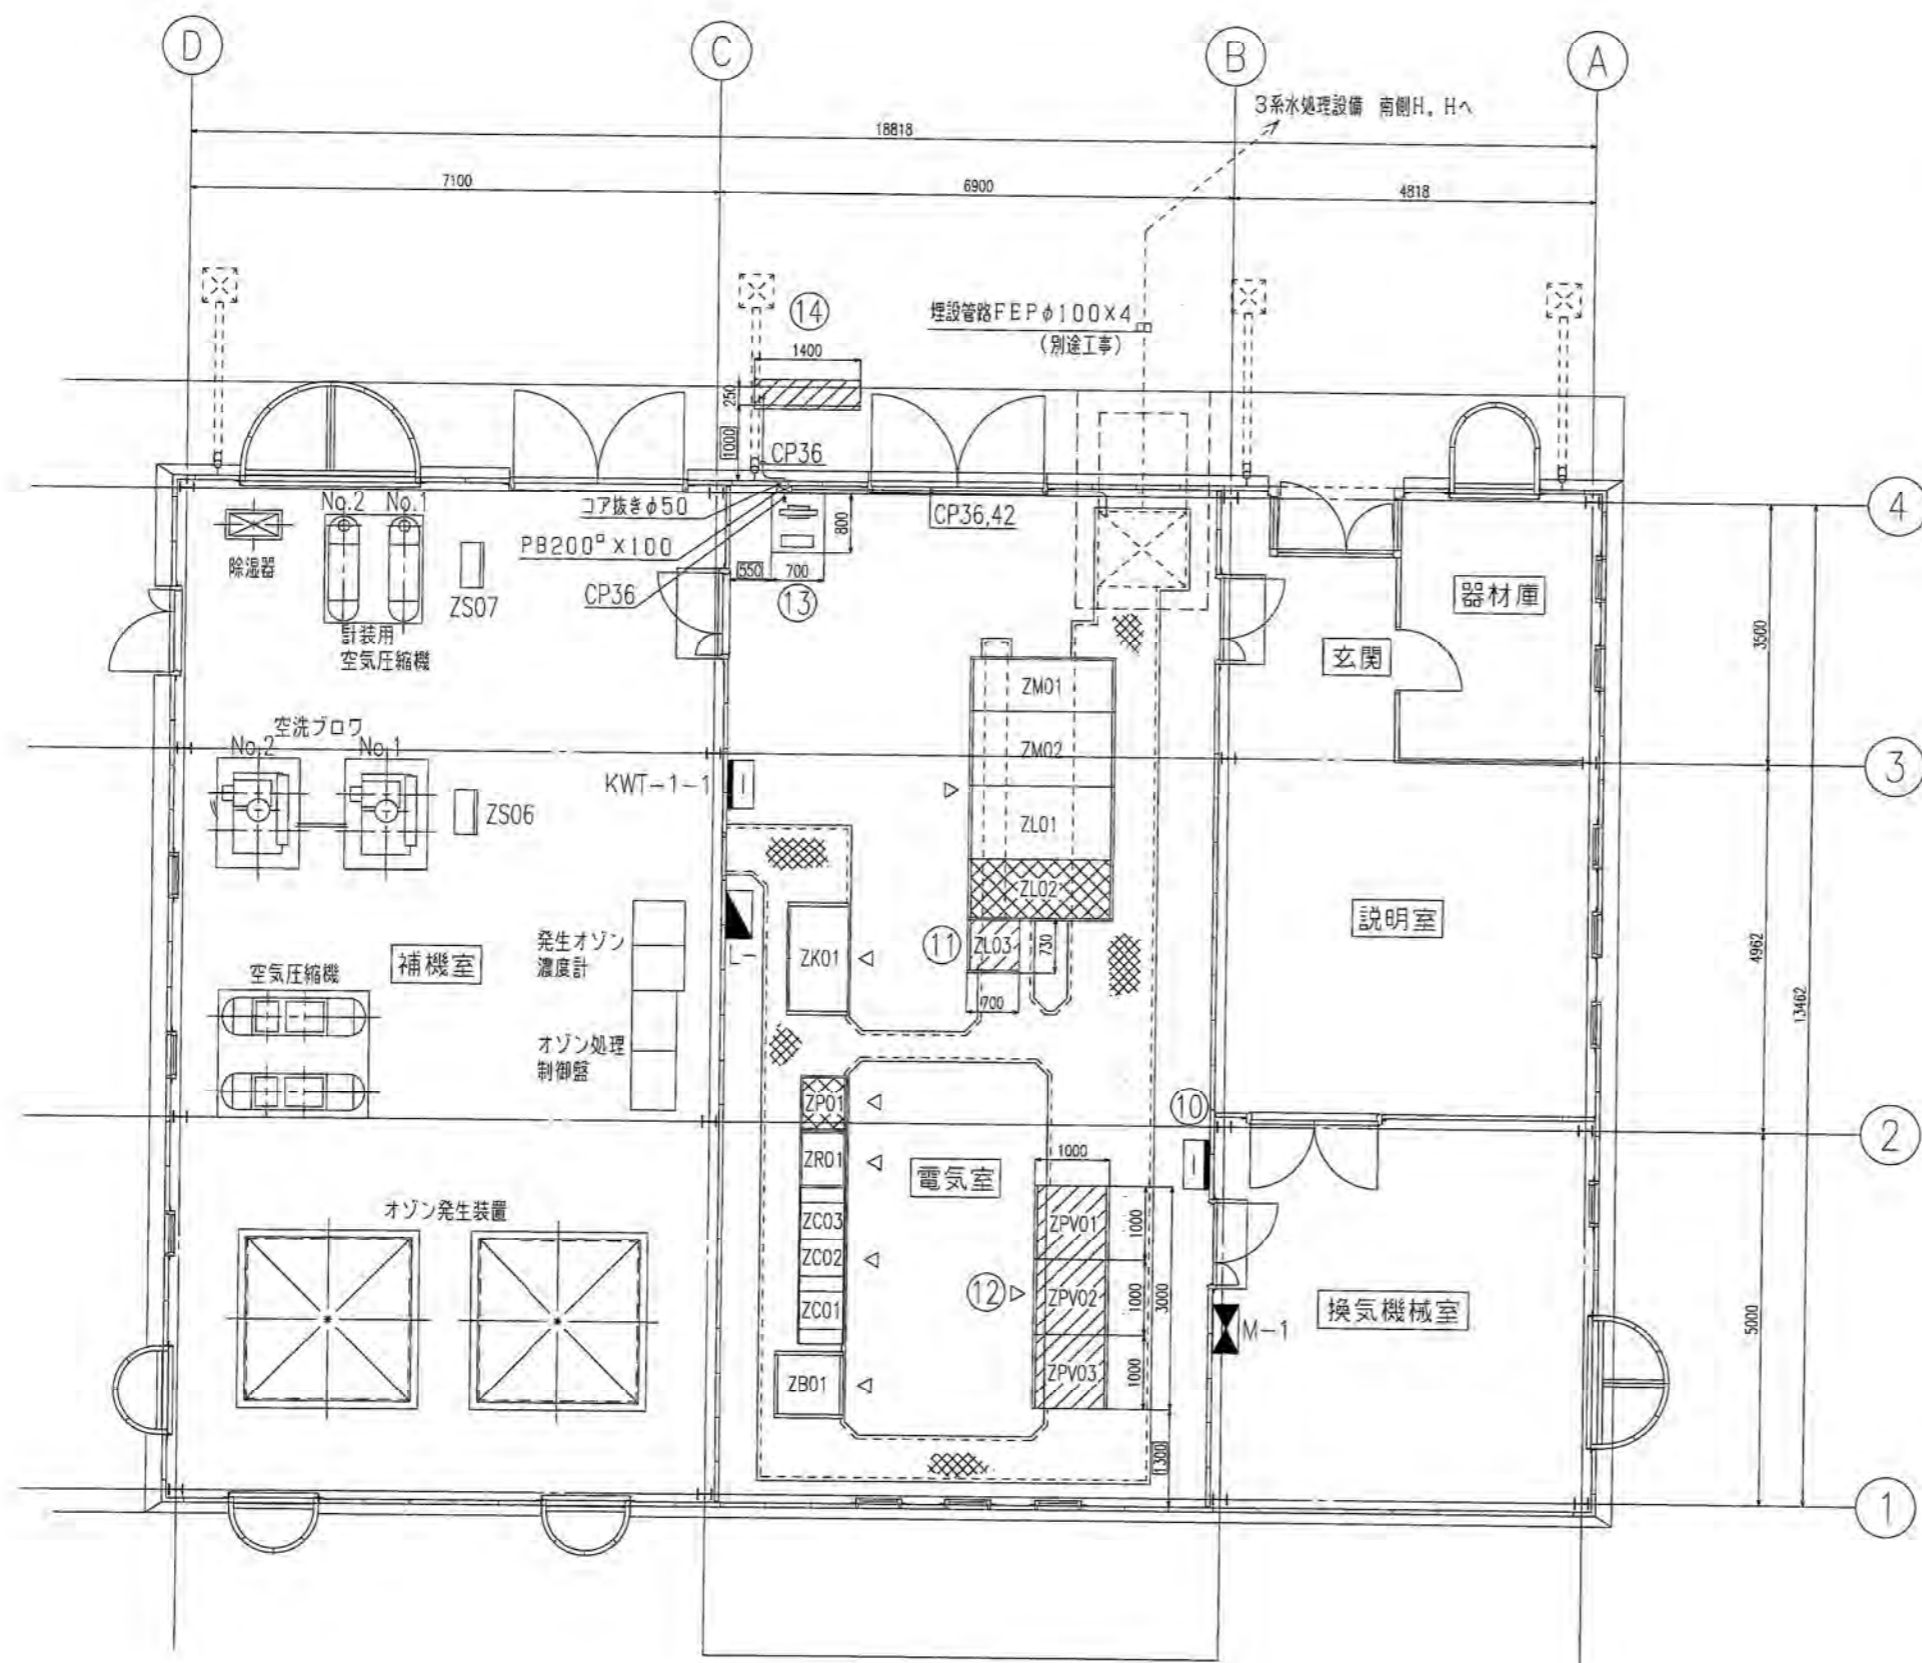 D
C
B
A
3系水処理設備 南側H．Hへ
18818
7100
6900
4818
14
1400
埋設管路FEPφ100×4
(別途工事)
250
1000
CP36
No.2
No.1
コア抜きφ50
800
CP36,42
4
PB200□×100
除湿器
550
700
器材庫
ZS07
CP36
13
3500
計装用
空気圧縮機
玄関
ZM01
空洗ブロワ
No.2
No.1
ZM02
3
KWT-1-1
ZS06
ZL01
ZL02
説明室
発生オゾン
濃度計
11
ZL03
730
補機室
ZK01
4962
空気圧縮機
700
13462
オゾン処理
制御盤
ZP01
10
2
ZR01
電気室
1000
オゾン発生装置
ZC03
ZPV01
1000
ZC02
12
ZPV02
1000
3000
換気機械室
ZC01
M-1
5000
ZB01
ZPV03
1000
1300
1